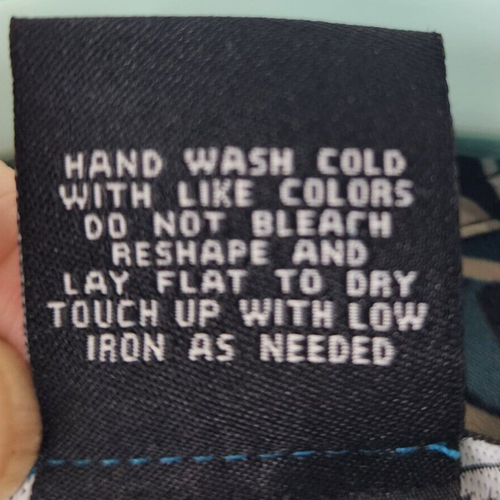 HAND WASH COLD
WITH LIKE COLORS
DO NOT BLEACH
RESHAPE AND
LAY FLAT TO DRY
TOUCH UP WITH LOW
IRON AS NEEDED